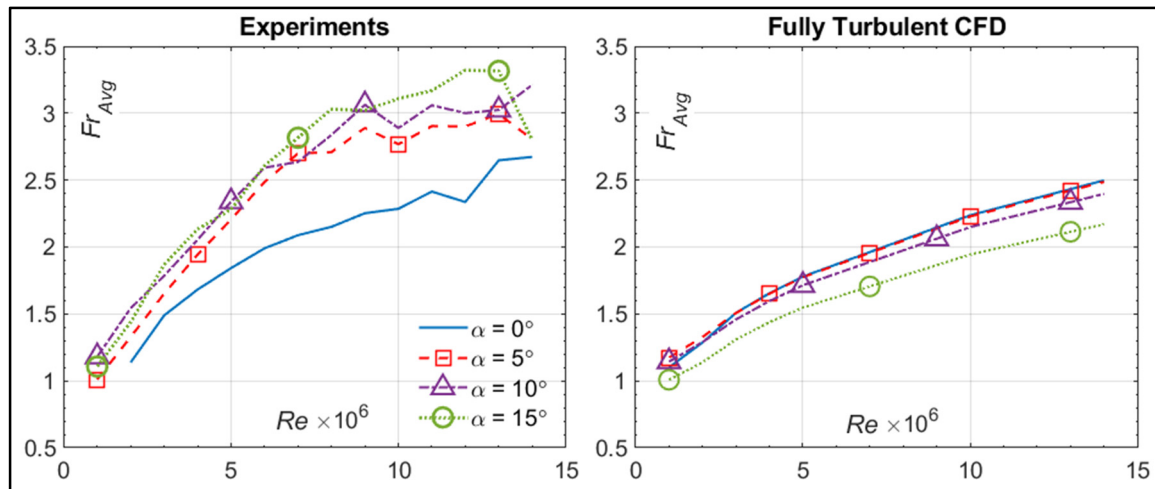 Experiments
3.5
3
2.5
2
1.5
1
0.5
Fr_Avg
α = 0°
α = 5°
α = 10°
α = 15°
Re ×10^6
0 5 10 15
Fully Turbulent CFD
3.5
3
2.5
2
1.5
1
0.5
Fr_Avg
Re ×10^6
0 5 10 15